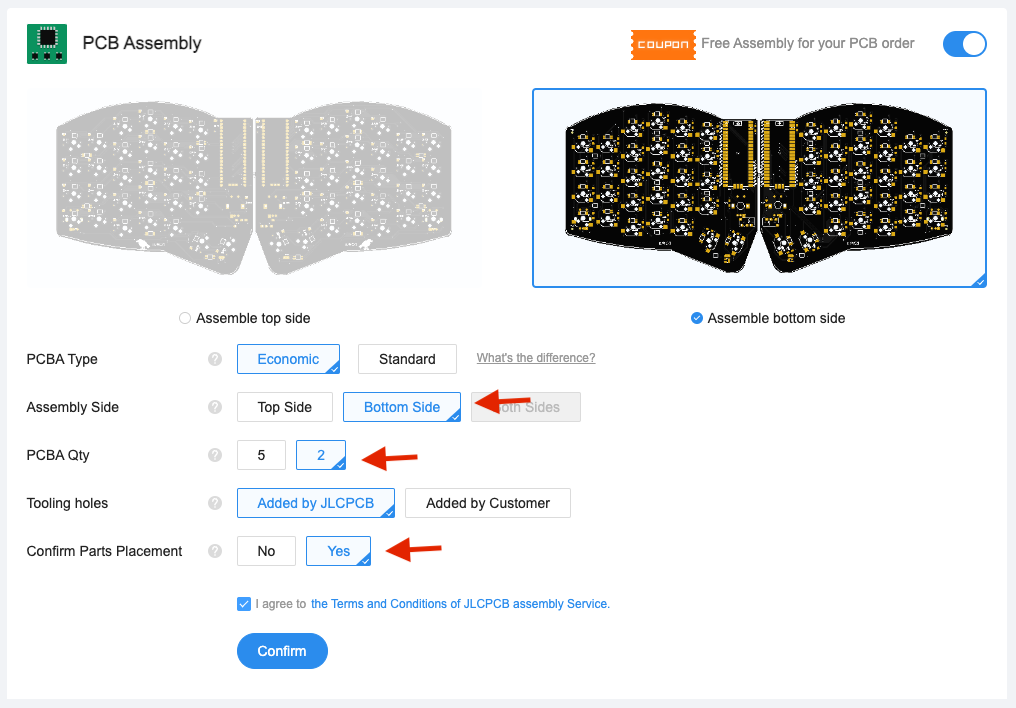 PCB Assembly
COUPON Free Assembly for your PCB order
Assemble top side
Assemble bottom side
PCBA Type ? Economic Standard What's the difference?
Assembly Side ? Top Side Bottom Side Both Sides
PCBA Qty ? 5 2
Tooling holes ? Added by JLCPCB Added by Customer
Confirm Parts Placement ? No Yes
I agree to the Terms and Conditions of JLCPCB assembly Service.
Confirm